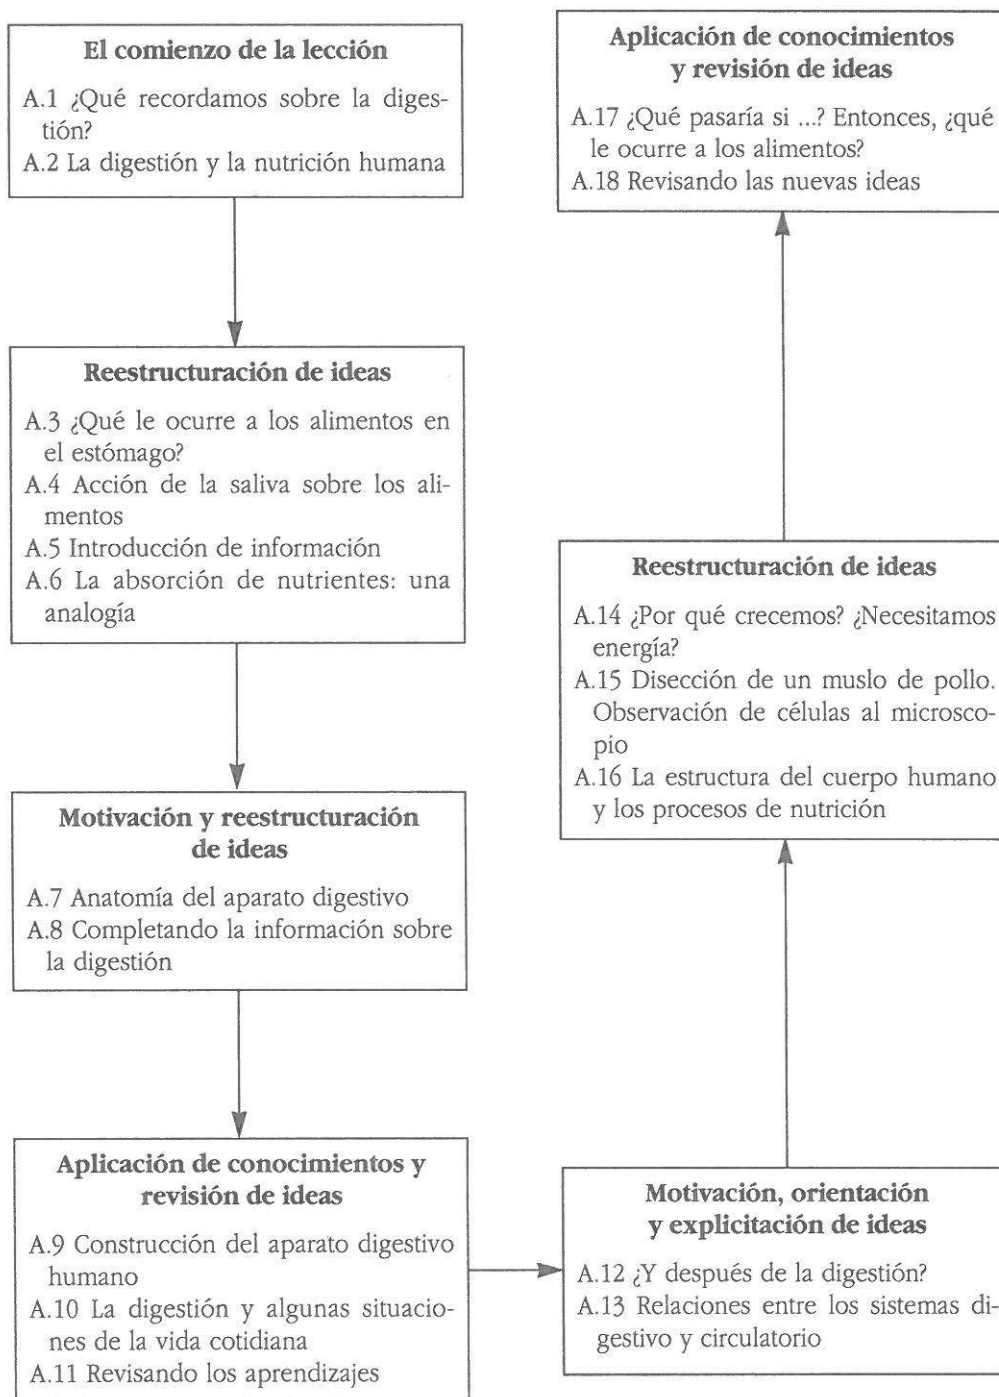 El comienzo de la lección
A.1 ¿Qué recordamos sobre la diges-
tión?
A.2 La digestión y la nutrición humana
Reestructuración de ideas
A.3 ¿Qué le ocurre a los alimentos en
el estómago?
A.4 Acción de la saliva sobre los ali-
mentos
A.5 Introducción de información
A.6 La absorción de nutrientes: una
analogía
Motivación y reestructuración
de ideas
A.7 Anatomía del aparato digestivo
A.8 Completando la información sobre
la digestión
Aplicación de conocimientos y
revisión de ideas
A.9 Construcción del aparato digestivo
humano
A.10 La digestión y algunas situacio-
nes de la vida cotidiana
A.11 Revisando los aprendizajes
Motivación, orientación
y explicitación de ideas
A.12 ¿Y después de la digestión?
A.13 Relaciones entre los sistemas di-
gestivo y circulatorio
Reestructuración de ideas
A.14 ¿Por qué crecemos? ¿Necesitamos
energía?
A.15 Disección de un muslo de pollo.
Observación de células al microsco-
pio
A.16 La estructura del cuerpo humano
y los procesos de nutrición
Aplicación de conocimientos
y revisión de ideas
A.17 ¿Qué pasaría si ...? Entonces, ¿qué
le ocurre a los alimentos?
A.18 Revisando las nuevas ideas